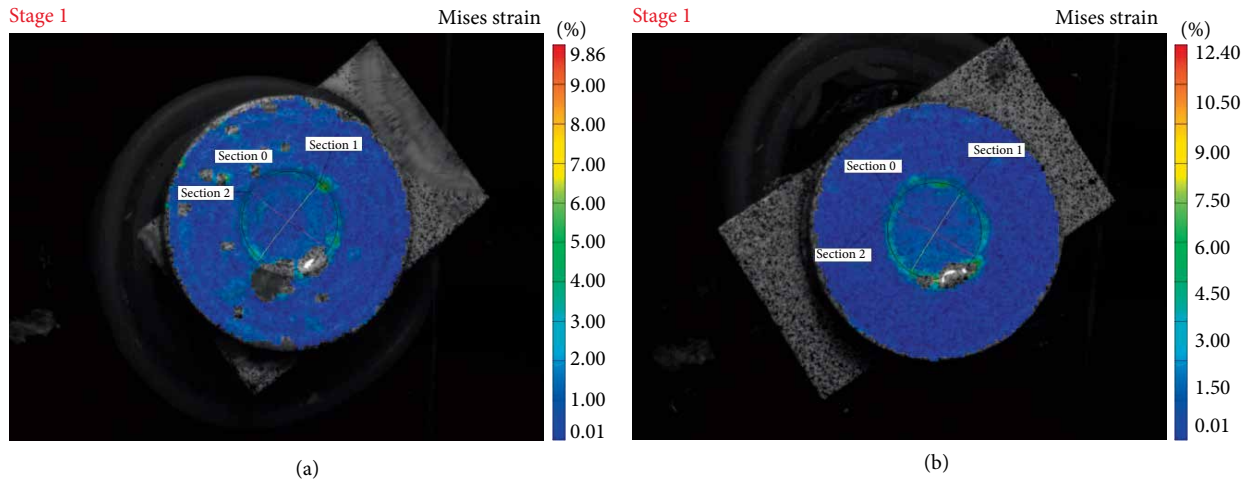 Stage 1
Mises strain
(%)
9.86
9.00
8.00
7.00
6.00
5.00
4.00
3.00
2.00
1.00
0.01
Section 1
Section 0
Section 2
(a)
Stage 1
Mises strain
(%)
12.40
10.50
9.00
7.50
6.00
4.50
3.00
1.50
0.01
Section 1
Section 0
Section 2
(b)